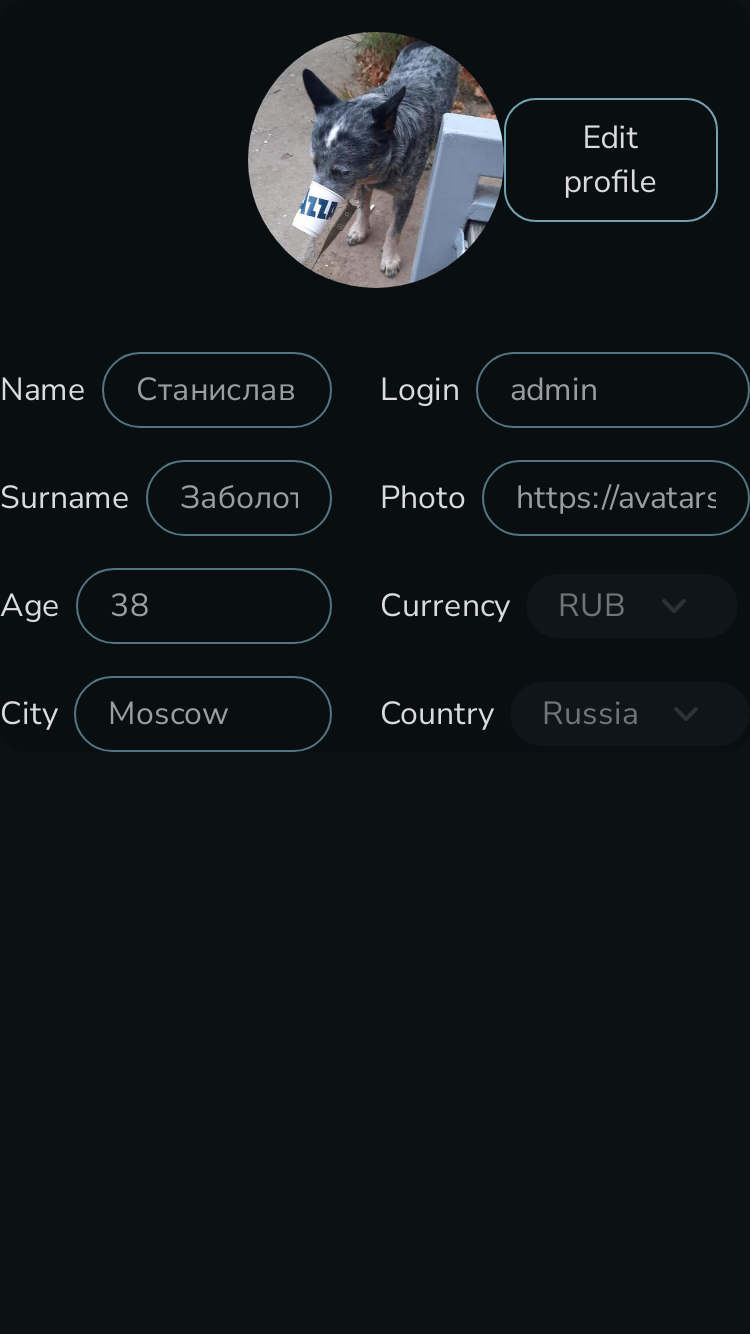 Edit
profile
Name Станислав Login admin
Surname Заболот Photo https://avatars
Age 38 Currency RUB
City Moscow Country Russia